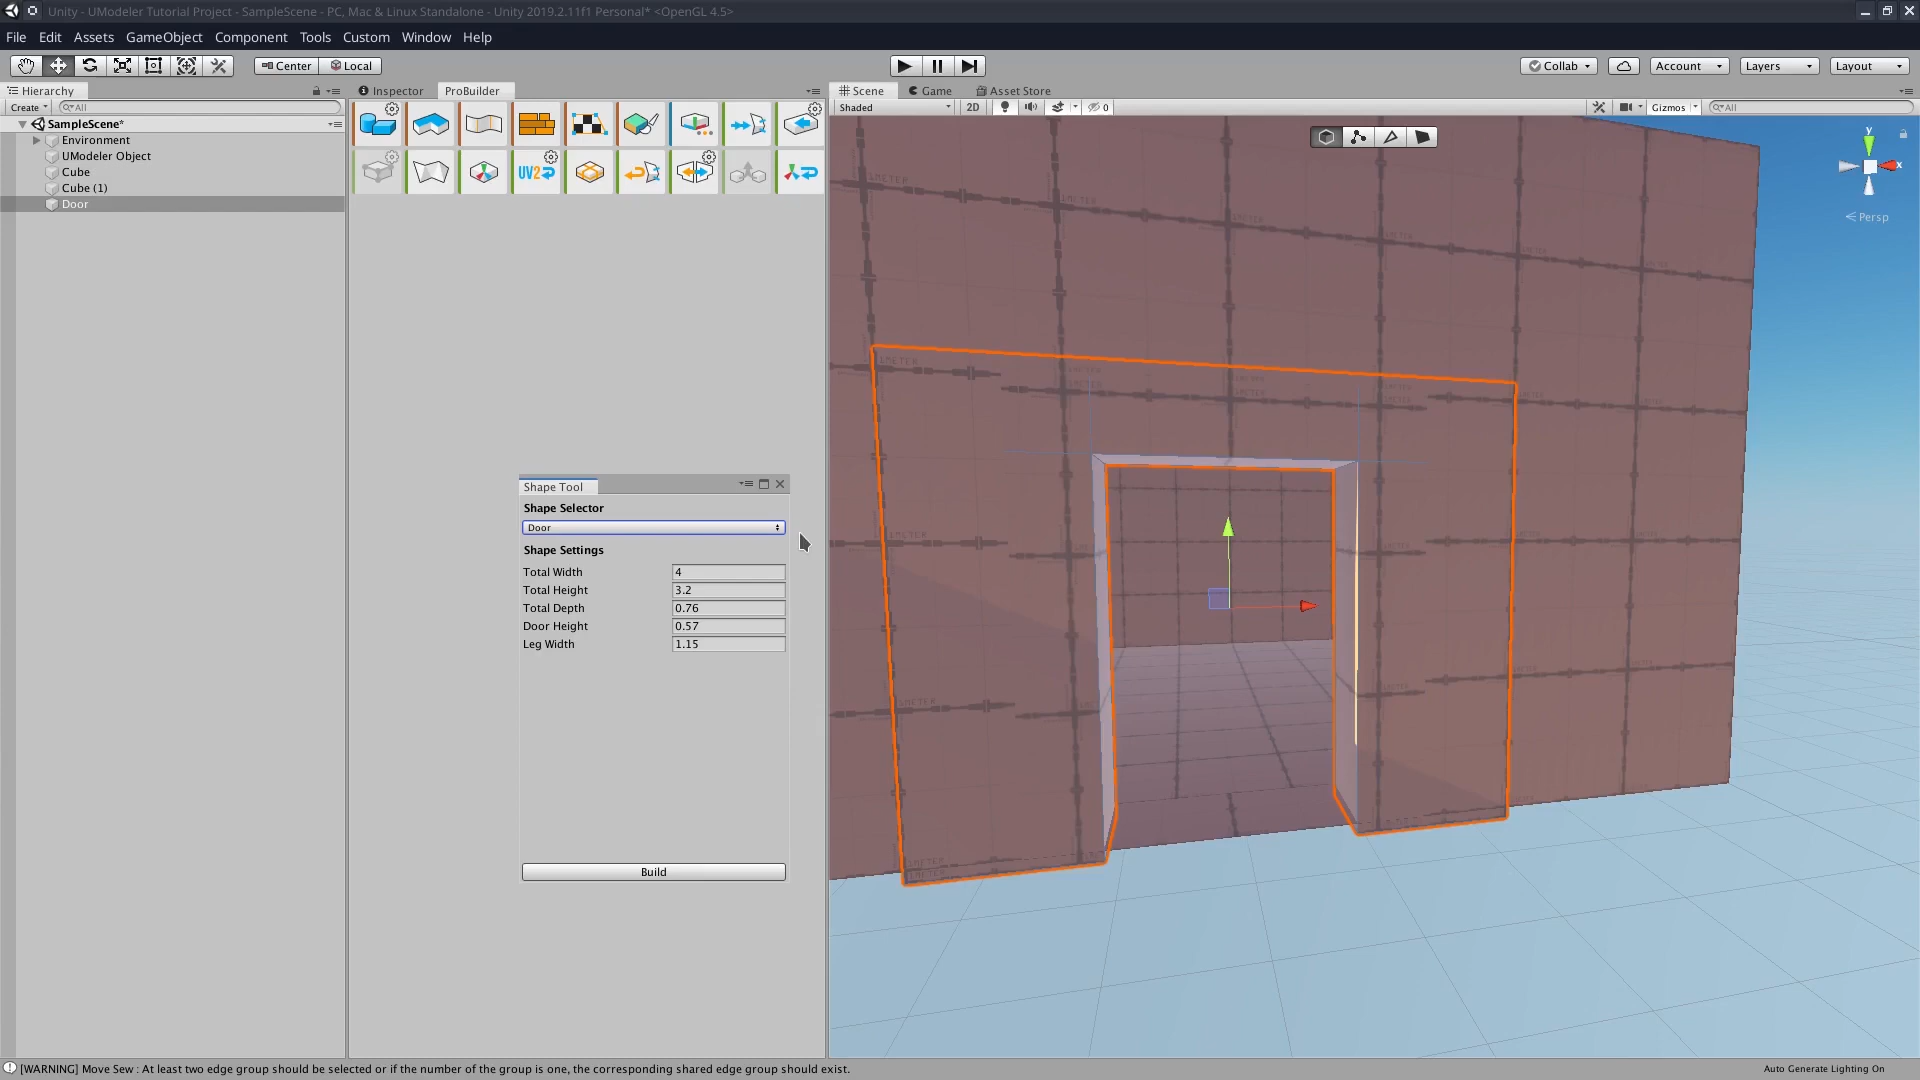 Unity - UModeler Tutorial Project - SampleScene - PC, Mac & Linux Standalone - Unity 2019.2.11f1 Personal* <OpenGL 4.5>
File Edit Assets GameObject Component Tools Custom Window Help
Center Local Collab Account Layers Layout
Hierarchy Inspector ProBuilder Scene Game Asset Store
Create All Shaded 2D 0 Gizmos All
SampleScene*
Environment
UModeler Object
Cube
Cube (1)
Door
UV2
y
x
Persp
1METER
Shape Tool
Shape Selector
Door
Shape Settings
Total Width 4
Total Height 3.2
Total Depth 0.76
Door Height 0.57
Leg Width 1.15
Build
[WARNING] Move Sew : At least two edge group should be selected or if the number of the group is one, the corresponding shared edge group should exist.
Auto Generate Lighting On